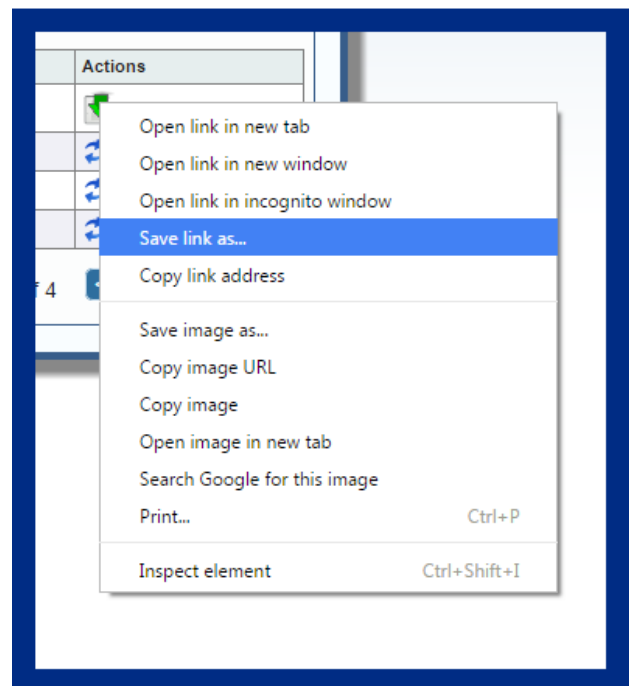 Actions
Open link in new tab
Open link in new window
Open link in incognito window
Save link as...
Copy link address
f 4
Save image as...
Copy image URL
Copy image
Open image in new tab
Search Google for this image
Print... Ctrl+P
Inspect element Ctrl+Shift+I